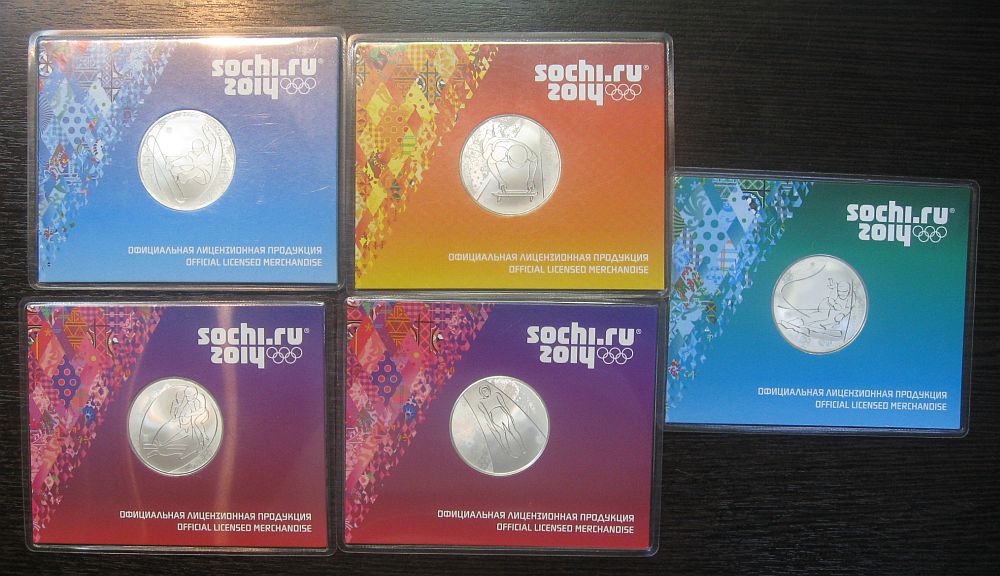 sochi.ru®
2014
ОФИЦИАЛЬНАЯ ЛИЦЕНЗИОННАЯ ПРОДУКЦИЯ
OFFICIAL LICENSED MERCHANDISE
sochi.ru®
2014
ОФИЦИАЛЬНАЯ ЛИЦЕНЗИОННАЯ ПРОДУКЦИЯ
OFFICIAL LICENSED MERCHANDISE
sochi.ru®
2014
ОФИЦИАЛЬНАЯ ЛИЦЕНЗИОННАЯ ПРОДУКЦИЯ
OFFICIAL LICENSED MERCHANDISE
sochi.ru®
2014
ОФИЦИАЛЬНАЯ ЛИЦЕНЗИОННАЯ ПРОДУКЦИЯ
OFFICIAL LICENSED MERCHANDISE
sochi.ru®
2014
ОФИЦИАЛЬНАЯ ЛИЦЕНЗИОННАЯ ПРОДУКЦИЯ
OFFICIAL LICENSED MERCHANDISE